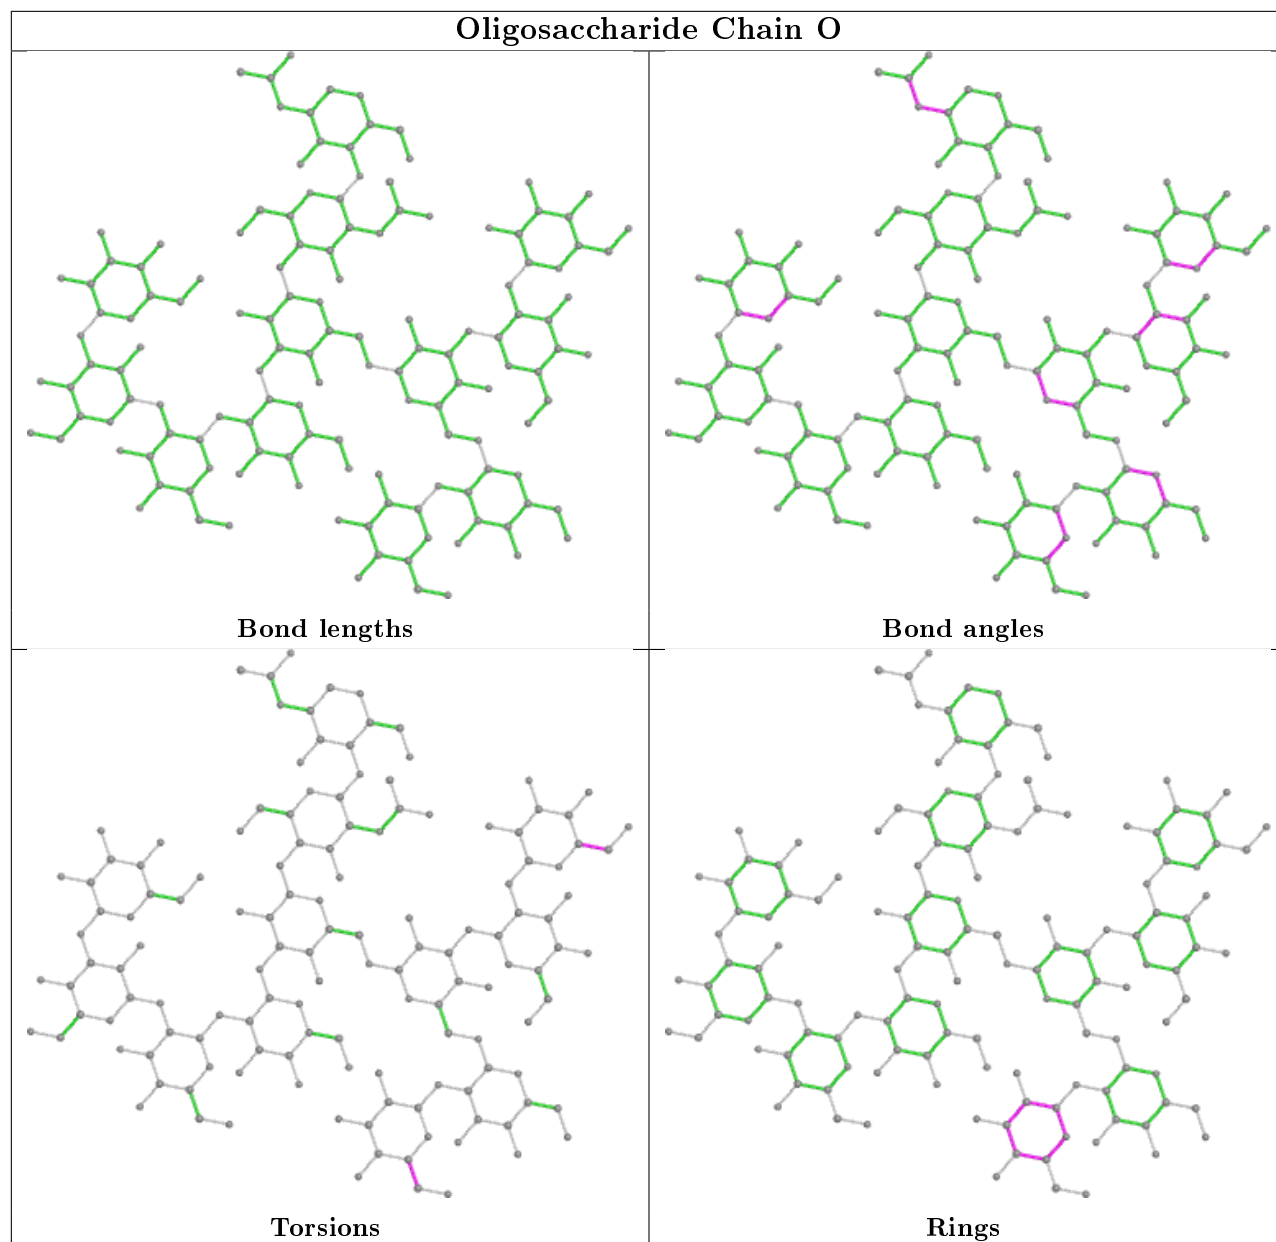 Oligosaccharide Chain O
Bond lengths
Bond angles
Torsions
Rings